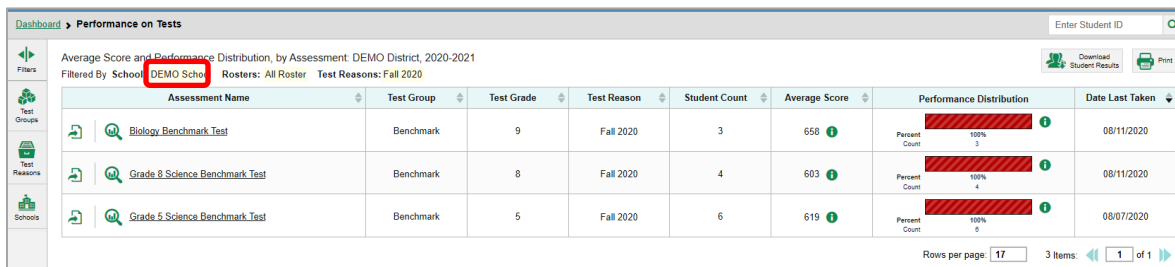 Dashboard > Performance on Tests
Enter Student ID
Filters
Test Groups
Test Reasons
Schools
Average Score and Performance Distribution, by Assessment: DEMO District, 2020-2021
Filtered By School: DEMO School Rosters: All Roster Test Reasons: Fall 2020
Download Student Results
Print
Assessment Name Test Group Test Grade Test Reason Student Count Average Score Performance Distribution Date Last Taken
Biology Benchmark Test Benchmark 9 Fall 2020 3 658 Percent 100% Count 3 08/11/2020
Grade 8 Science Benchmark Test Benchmark 8 Fall 2020 4 603 Percent 100% Count 4 08/11/2020
Grade 5 Science Benchmark Test Benchmark 5 Fall 2020 6 619 Percent 100% Count 6 08/07/2020
Rows per page: 17 3 Items: 1 of 1